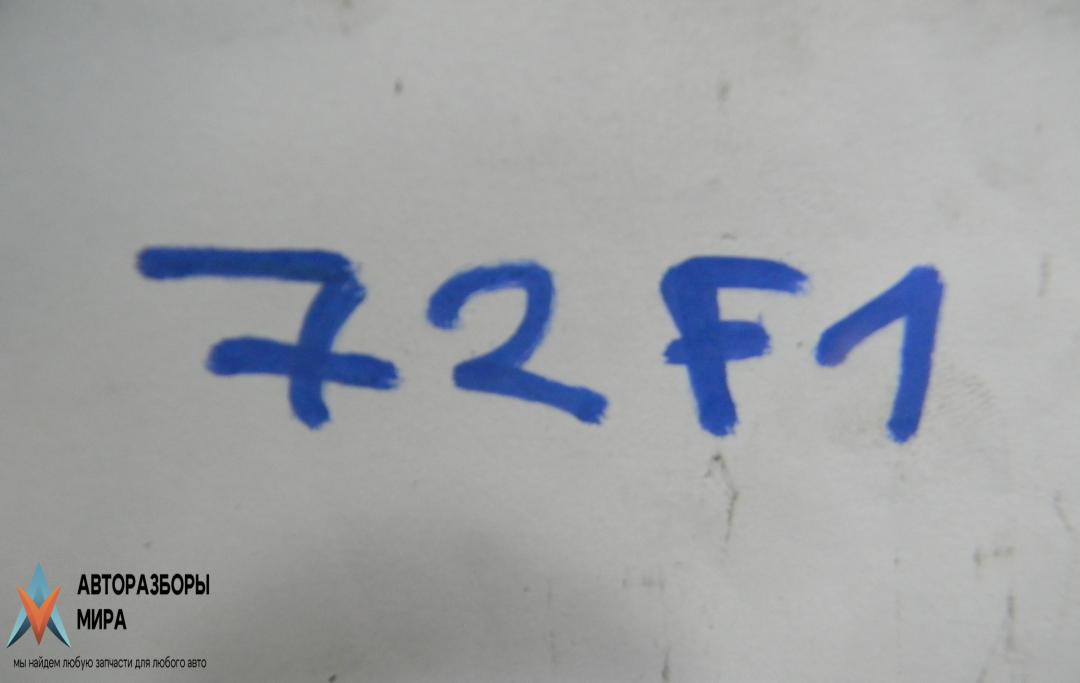 72F1
АВТОРАЗБОРЫ
МИРА
мы найдем любую запчасти для любого авто